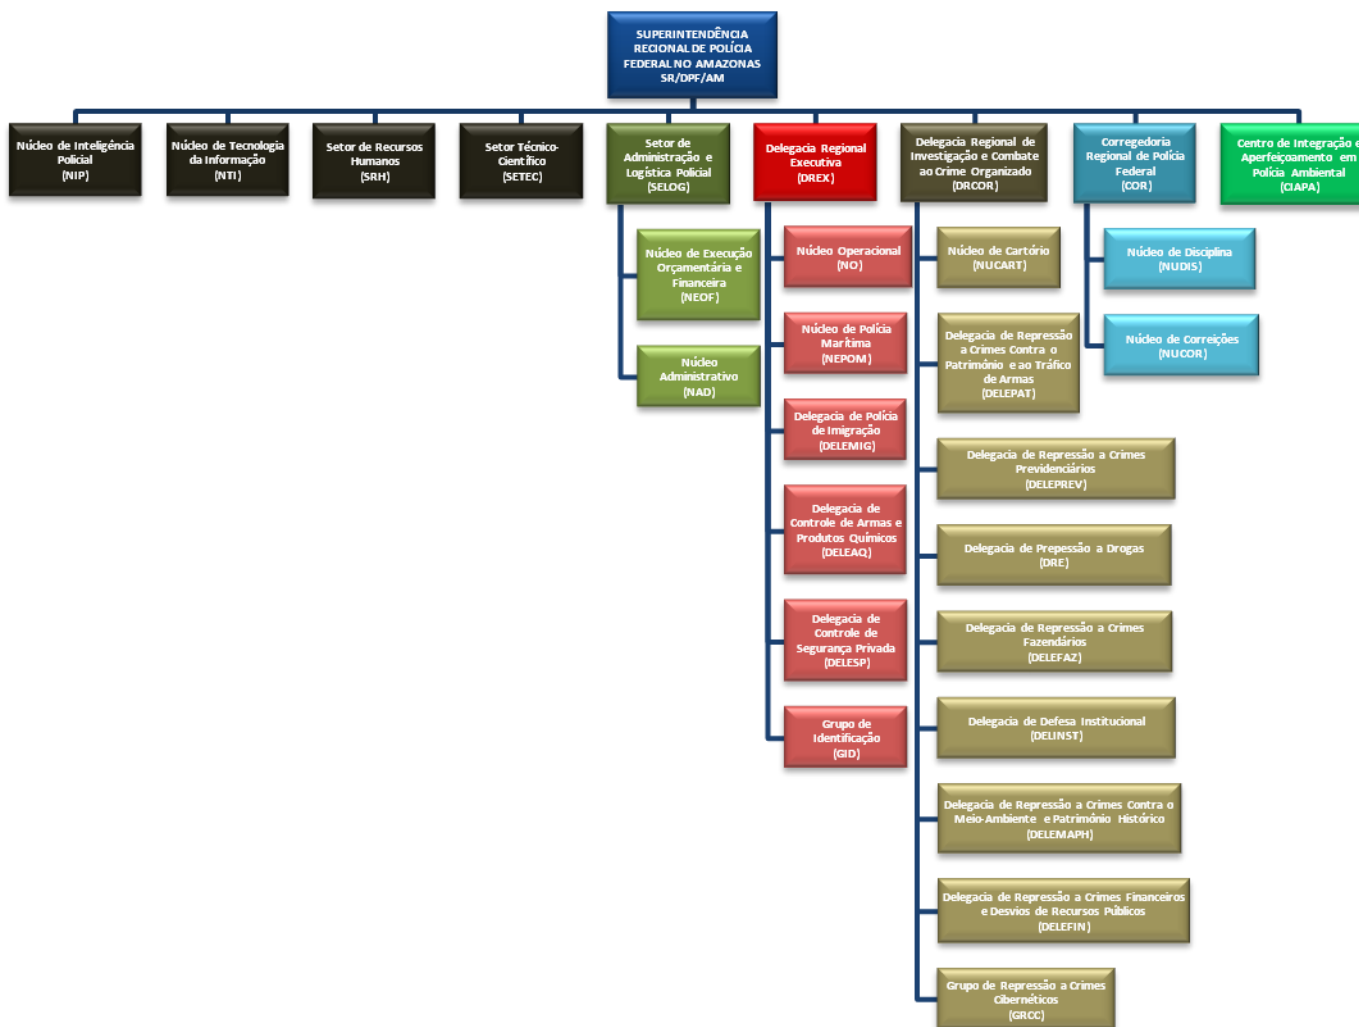 SUPERINTENDÊNCIA
RECIONAL DE POLÍCIA
FEDERAL NO AMAZONAS
SR/DPF/AM
Núcleo de Inteligência
Policial
(NIP)
Núcleo de Tecnologia
da Informação
(NTI)
Setor de Recursos
Humanos
(SRH)
Setor Técnico-
Científico
(SETEC)
Setor de
Administração e
Logística Policial
(SELOG)
Delegacia Regional
Executiva
(DREX)
Delegacia Regional de
Investigação e Combate
ao Crime Organizado
(DRCOR)
Corregedoria
Regional de Polícia
Federal
(COR)
Centro de Integração e
Aperfeiçoamento em
Polícia Ambiental
(CIAPA)
Núcleo de Execução
Orçamentária e
Financeira
(NEOF)
Núcleo
Administrativo
(NAD)
Núcleo Operacional
(NO)
Núcleo de Polícia
Marítima
(NEPOM)
Delegacia de Polícia
de Imigração
(DELEMIG)
Delegacia de
Controle de Armas e
Produtos Químicos
(DELEAQ)
Delegacia de
Controle de
Segurança Privada
(DELESP)
Grupo de
Identificação
(GID)
Núcleo de Cartório
(NUCART)
Delegacia de Repressão
a Crimes Contra o
Patrimônio e ao Tráfico
de Armas
(DELEPAT)
Delegacia de Repressão a Crimes
Previdenciários
(DELEPREV)
Delegacia de Prepessão a Drogas
(DRE)
Delegacia de Repressão a Crimes
Fazendários
(DELEFAZ)
Delegacia de Defesa Institucional
(DELINST)
Delegacia de Repressão a Crimes Contra o
Meio-Ambiente e Patrimônio Histórico
(DELEMAPH)
Delegacia de Repressão a Crimes Financeiros
e Desvios de Recursos Públicos
(DELEFIN)
Grupo de Repressão a Crimes
Cibernéticos
(GRCC)
Núcleo de Disciplina
(NUDIS)
Núcleo de Correições
(NUCOR)